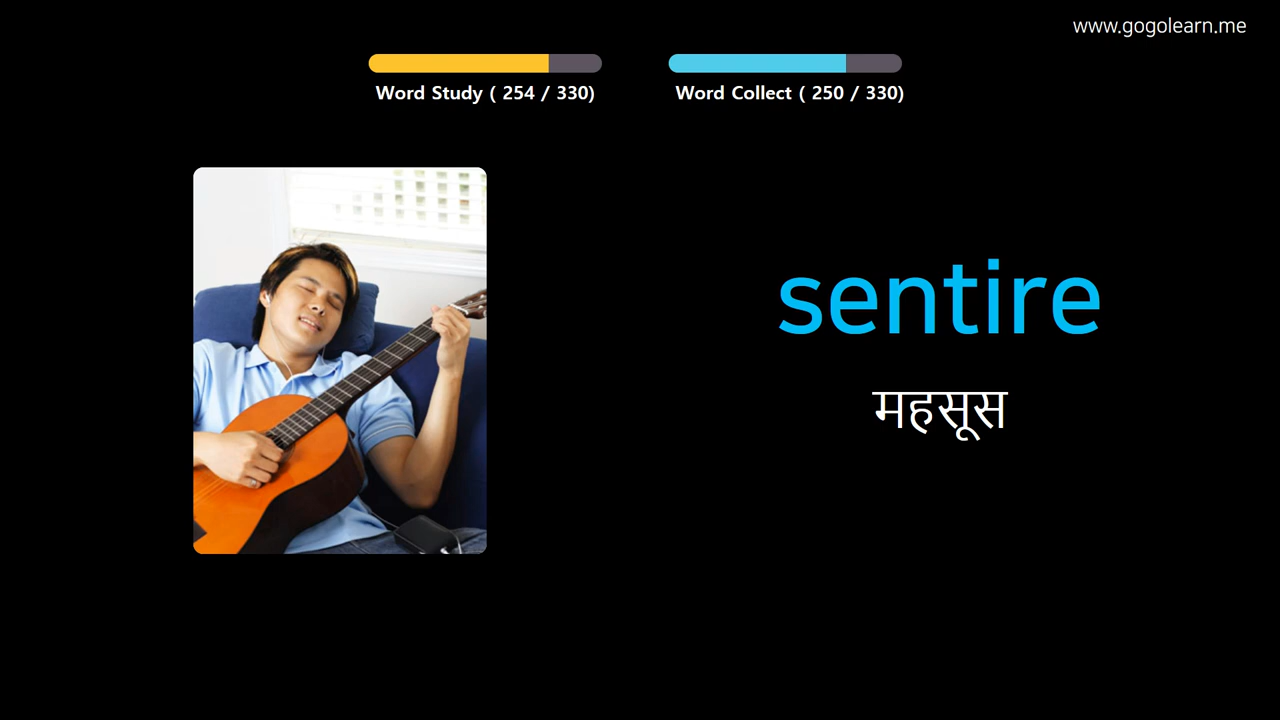 www.gogolearn.me
Word Study ( 254 / 330)
Word Collect ( 250 / 330)
sentire
महसूस